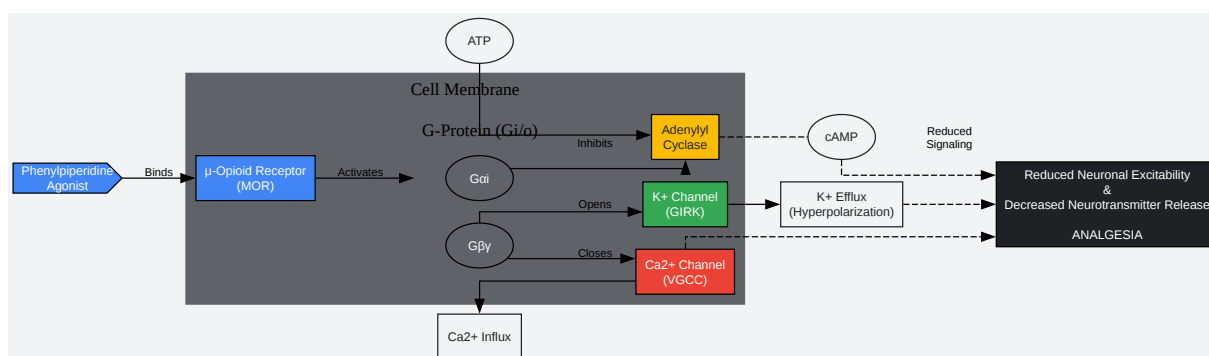 ATP
Cell Membrane
G-Protein (Gi/o)
Inhibits
Adenylyl
Cyclase
cAMP
Reduced
Signaling
Phenylpiperidine
Agonist
Binds
μ-Opioid Receptor
(MOR)
Activates
Gαi
K+ Channel
(GIRK)
Opens
K+ Efflux
(Hyperpolarization)
Reduced Neuronal Excitability
&
Decreased Neurotransmitter Release
ANALGESIA
Gβγ
Closes
Ca2+ Channel
(VGCC)
Ca2+ Influx